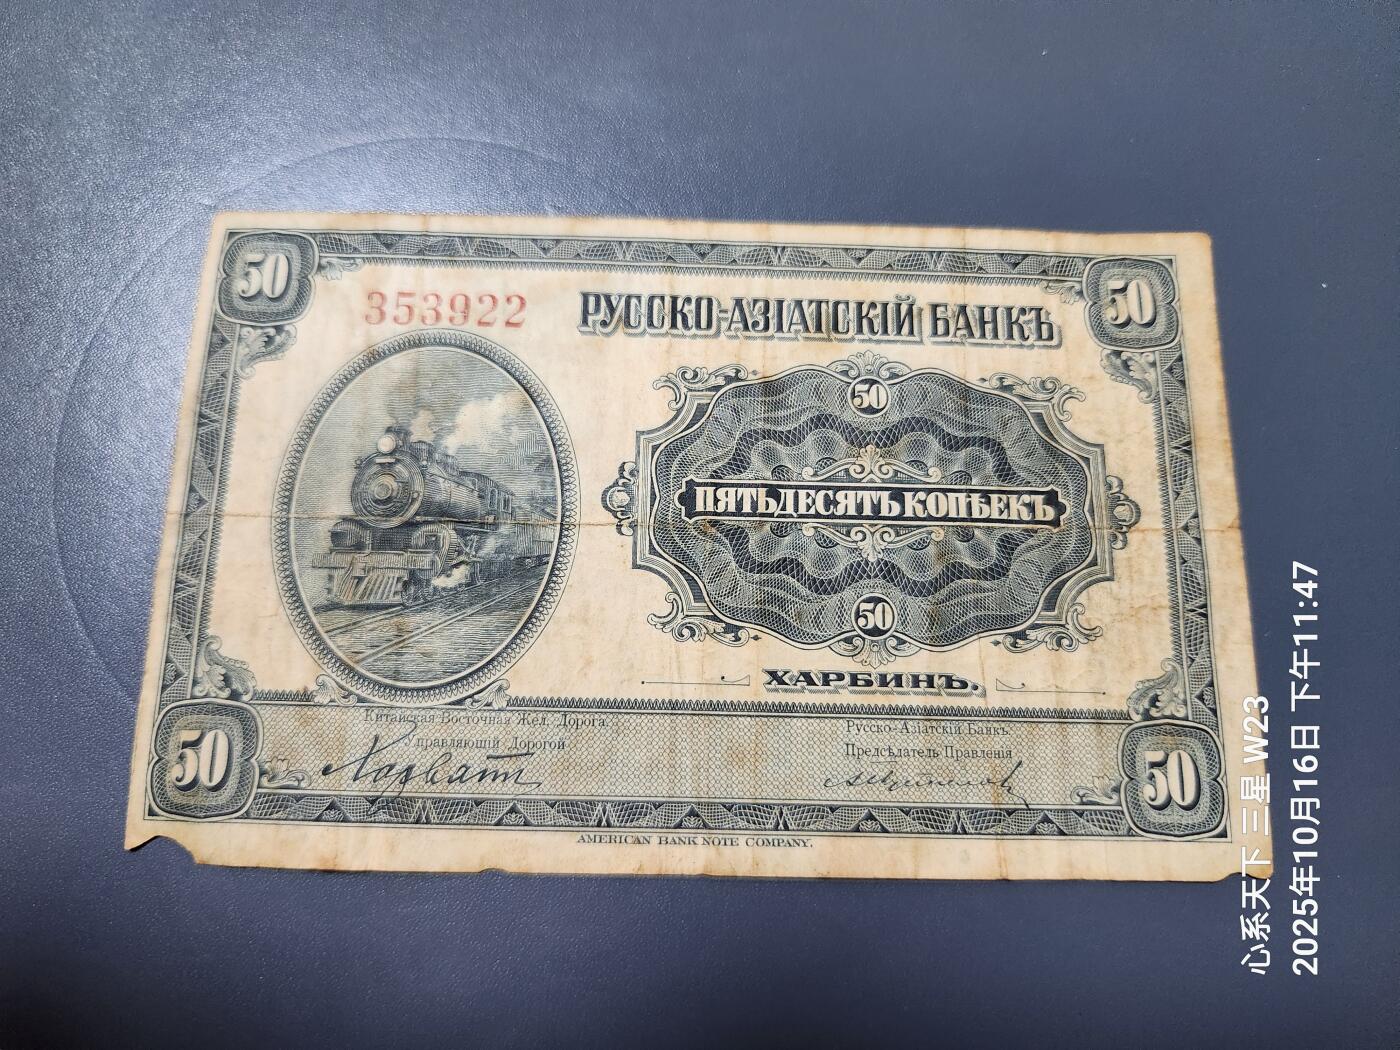 50
50
353922
РУССКО-АЗІАТСКІЙ БАНКЪ
50
ПЯТЬДЕСЯТЪ КОПѢЕКЪ
50
ХАРБИНЪ.
Китайская Восточная Жел. Дорога.
Управляющій Дорогой
Хорватъ
Русско-Азіатскій Банкъ
Предсѣдатель Правленія
50
50
AMERICAN BANK NOTE COMPANY.
心系天下三星 W23
2025年10月16日 下午11:47